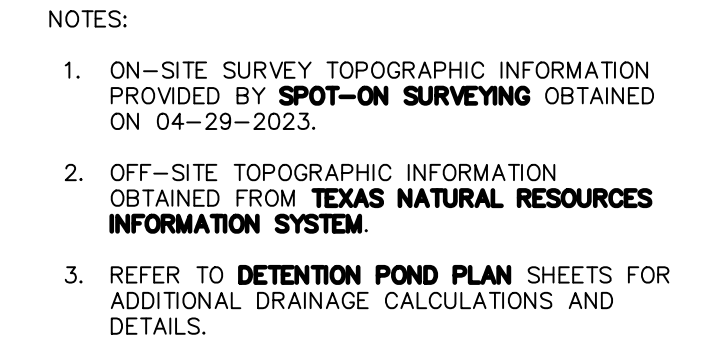 NOTES:
1. ON-SITE SURVEY TOPOGRAPHIC INFORMATION
PROVIDED BY SPOT-ON SURVEYING OBTAINED
ON 04-29-2023.
2. OFF-SITE TOPOGRAPHIC INFORMATION
OBTAINED FROM TEXAS NATURAL RESOURCES
INFORMATION SYSTEM.
3. REFER TO DETENTION POND PLAN SHEETS FOR
ADDITIONAL DRAINAGE CALCULATIONS AND
DETAILS.